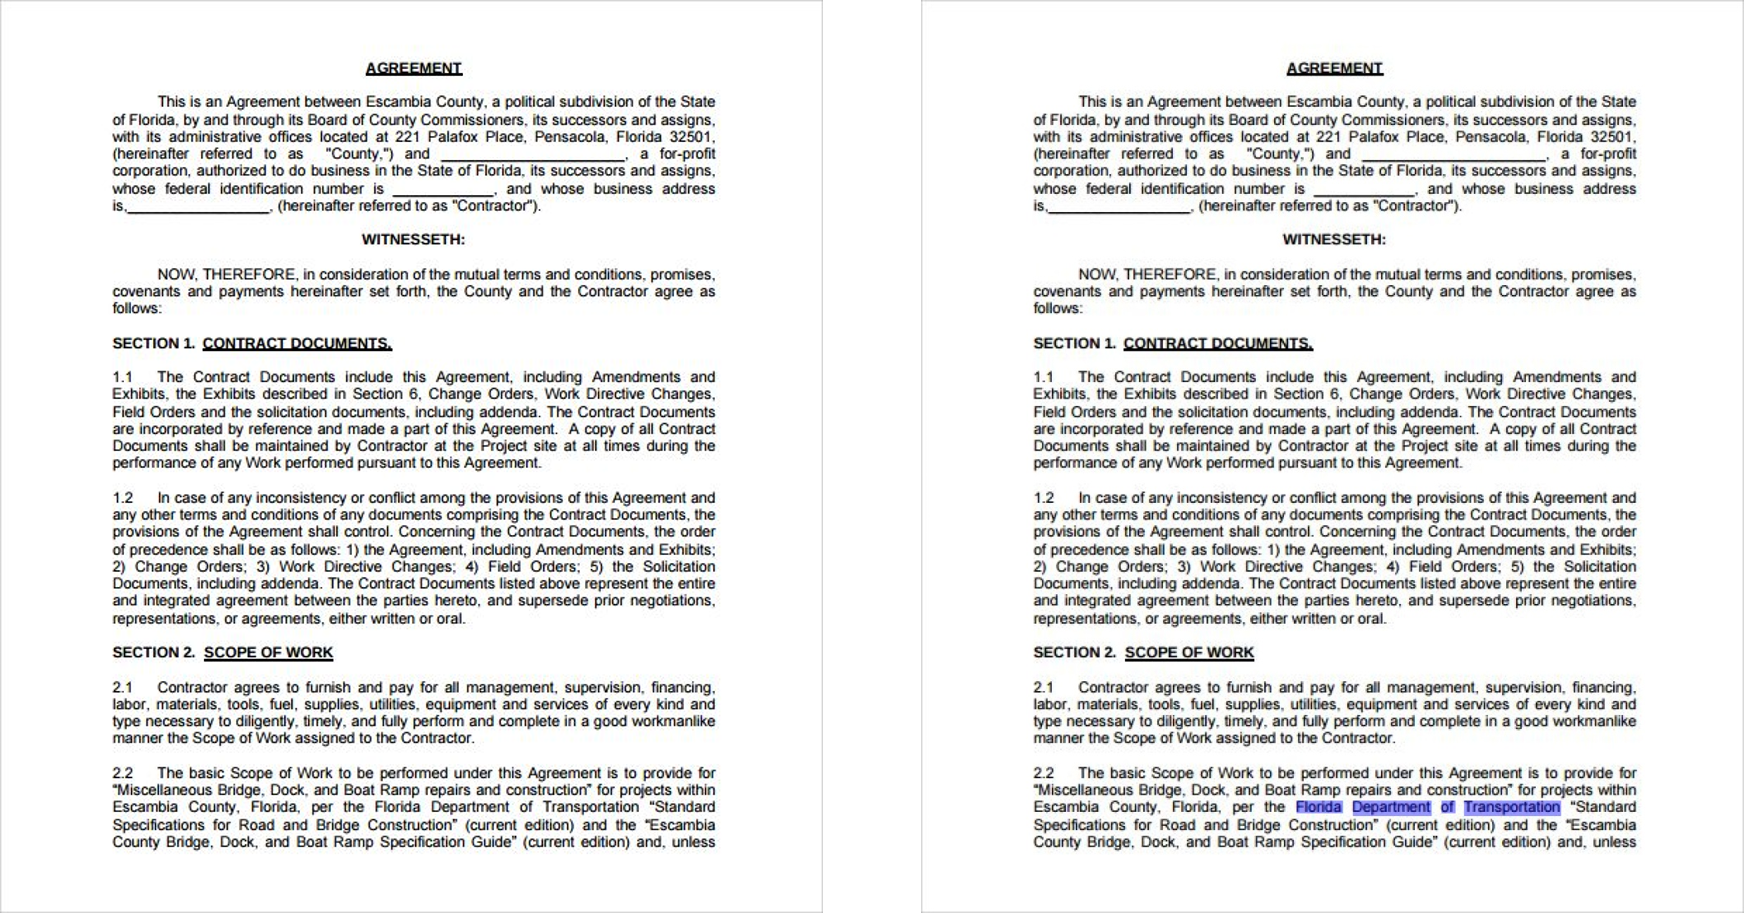 AGREEMENT
This is an Agreement between Escambia County, a political subdivision of the State
of Florida, by and through its Board of County Commissioners, its successors and assigns,
with its administrative offices located at 221 Palafox Place, Pensacola, Florida 32501,
(hereinafter referred to as "County,") and ______________________, a for-profit
corporation, authorized to do business in the State of Florida, its successors and assigns,
whose federal identification number is ____________, and whose business address
is,_________________, (hereinafter referred to as "Contractor").
WITNESSETH:
NOW, THEREFORE, in consideration of the mutual terms and conditions, promises,
covenants and payments hereinafter set forth, the County and the Contractor agree as
follows:
SECTION 1. CONTRACT DOCUMENTS.
1.1 The Contract Documents include this Agreement, including Amendments and
Exhibits, the Exhibits described in Section 6, Change Orders, Work Directive Changes,
Field Orders and the solicitation documents, including addenda. The Contract Documents
are incorporated by reference and made a part of this Agreement. A copy of all Contract
Documents shall be maintained by Contractor at the Project site at all times during the
performance of any Work performed pursuant to this Agreement.
1.2 In case of any inconsistency or conflict among the provisions of this Agreement and
any other terms and conditions of any documents comprising the Contract Documents, the
provisions of the Agreement shall control. Concerning the Contract Documents, the order
of precedence shall be as follows: 1) the Agreement, including Amendments and Exhibits;
2) Change Orders; 3) Work Directive Changes; 4) Field Orders; 5) the Solicitation
Documents, including addenda. The Contract Documents listed above represent the entire
and integrated agreement between the parties hereto, and supersede prior negotiations,
representations, or agreements, either written or oral.
SECTION 2. SCOPE OF WORK
2.1 Contractor agrees to furnish and pay for all management, supervision, financing,
labor, materials, tools, fuel, supplies, utilities, equipment and services of every kind and
type necessary to diligently, timely, and fully perform and complete in a good workmanlike
manner the Scope of Work assigned to the Contractor.
2.2 The basic Scope of Work to be performed under this Agreement is to provide for
“Miscellaneous Bridge, Dock, and Boat Ramp repairs and construction” for projects within
Escambia County, Florida, per the Florida Department of Transportation “Standard
Specifications for Road and Bridge Construction” (current edition) and the “Escambia
County Bridge, Dock, and Boat Ramp Specification Guide” (current edition) and, unless
AGREEMENT
This is an Agreement between Escambia County, a political subdivision of the State
of Florida, by and through its Board of County Commissioners, its successors and assigns,
with its administrative offices located at 221 Palafox Place, Pensacola, Florida 32501,
(hereinafter referred to as "County,") and ______________________, a for-profit
corporation, authorized to do business in the State of Florida, its successors and assigns,
whose federal identification number is ____________, and whose business address
is,_________________, (hereinafter referred to as "Contractor").
WITNESSETH:
NOW, THEREFORE, in consideration of the mutual terms and conditions, promises,
covenants and payments hereinafter set forth, the County and the Contractor agree as
follows:
SECTION 1. CONTRACT DOCUMENTS.
1.1 The Contract Documents include this Agreement, including Amendments and
Exhibits, the Exhibits described in Section 6, Change Orders, Work Directive Changes,
Field Orders and the solicitation documents, including addenda. The Contract Documents
are incorporated by reference and made a part of this Agreement. A copy of all Contract
Documents shall be maintained by Contractor at the Project site at all times during the
performance of any Work performed pursuant to this Agreement.
1.2 In case of any inconsistency or conflict among the provisions of this Agreement and
any other terms and conditions of any documents comprising the Contract Documents, the
provisions of the Agreement shall control. Concerning the Contract Documents, the order
of precedence shall be as follows: 1) the Agreement, including Amendments and Exhibits;
2) Change Orders; 3) Work Directive Changes; 4) Field Orders; 5) the Solicitation
Documents, including addenda. The Contract Documents listed above represent the entire
and integrated agreement between the parties hereto, and supersede prior negotiations,
representations, or agreements, either written or oral.
SECTION 2. SCOPE OF WORK
2.1 Contractor agrees to furnish and pay for all management, supervision, financing,
labor, materials, tools, fuel, supplies, utilities, equipment and services of every kind and
type necessary to diligently, timely, and fully perform and complete in a good workmanlike
manner the Scope of Work assigned to the Contractor.
2.2 The basic Scope of Work to be performed under this Agreement is to provide for
“Miscellaneous Bridge, Dock, and Boat Ramp repairs and construction” for projects within
Escambia County, Florida, per the Florida Department of Transportation “Standard
Specifications for Road and Bridge Construction” (current edition) and the “Escambia
County Bridge, Dock, and Boat Ramp Specification Guide” (current edition) and, unless